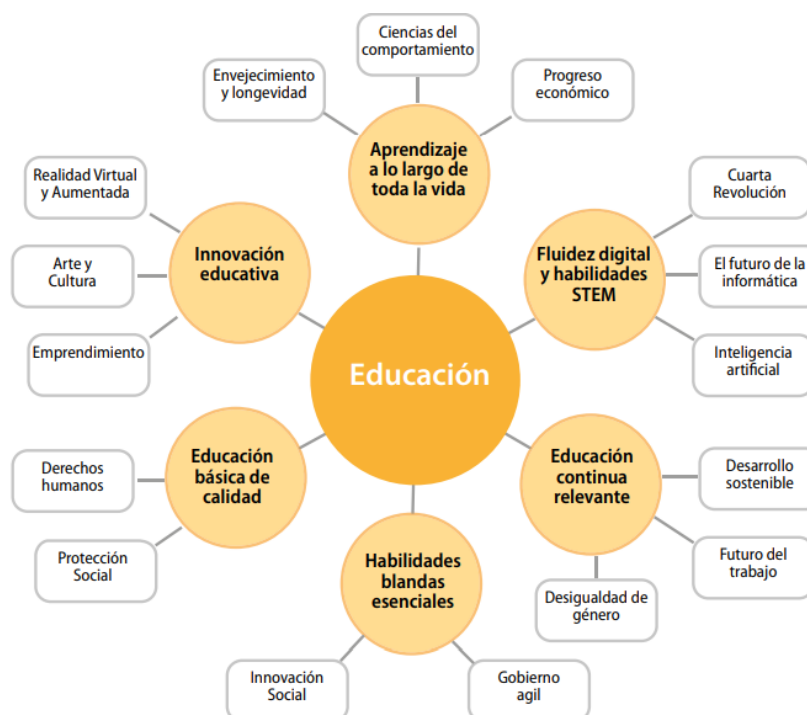 Ciencias del
comportamiento
Envejecimiento
y longevidad
Progreso
económico
Aprendizaje
a lo largo de
toda la vida
Realidad Virtual
y Aumentada
Arte y
Cultura
Emprendimiento
Innovación
educativa
Cuarta
Revolución
El futuro de la
informática
Inteligencia
artificial
Fluidez digital
y habilidades
STEM
Educación
Derechos
humanos
Protección
Social
Educación
básica de
calidad
Educación
continua
relevante
Desarrollo
sostenible
Futuro del
trabajo
Desigualdad de
género
Habilidades
blandas
esenciales
Innovación
Social
Gobierno
agil